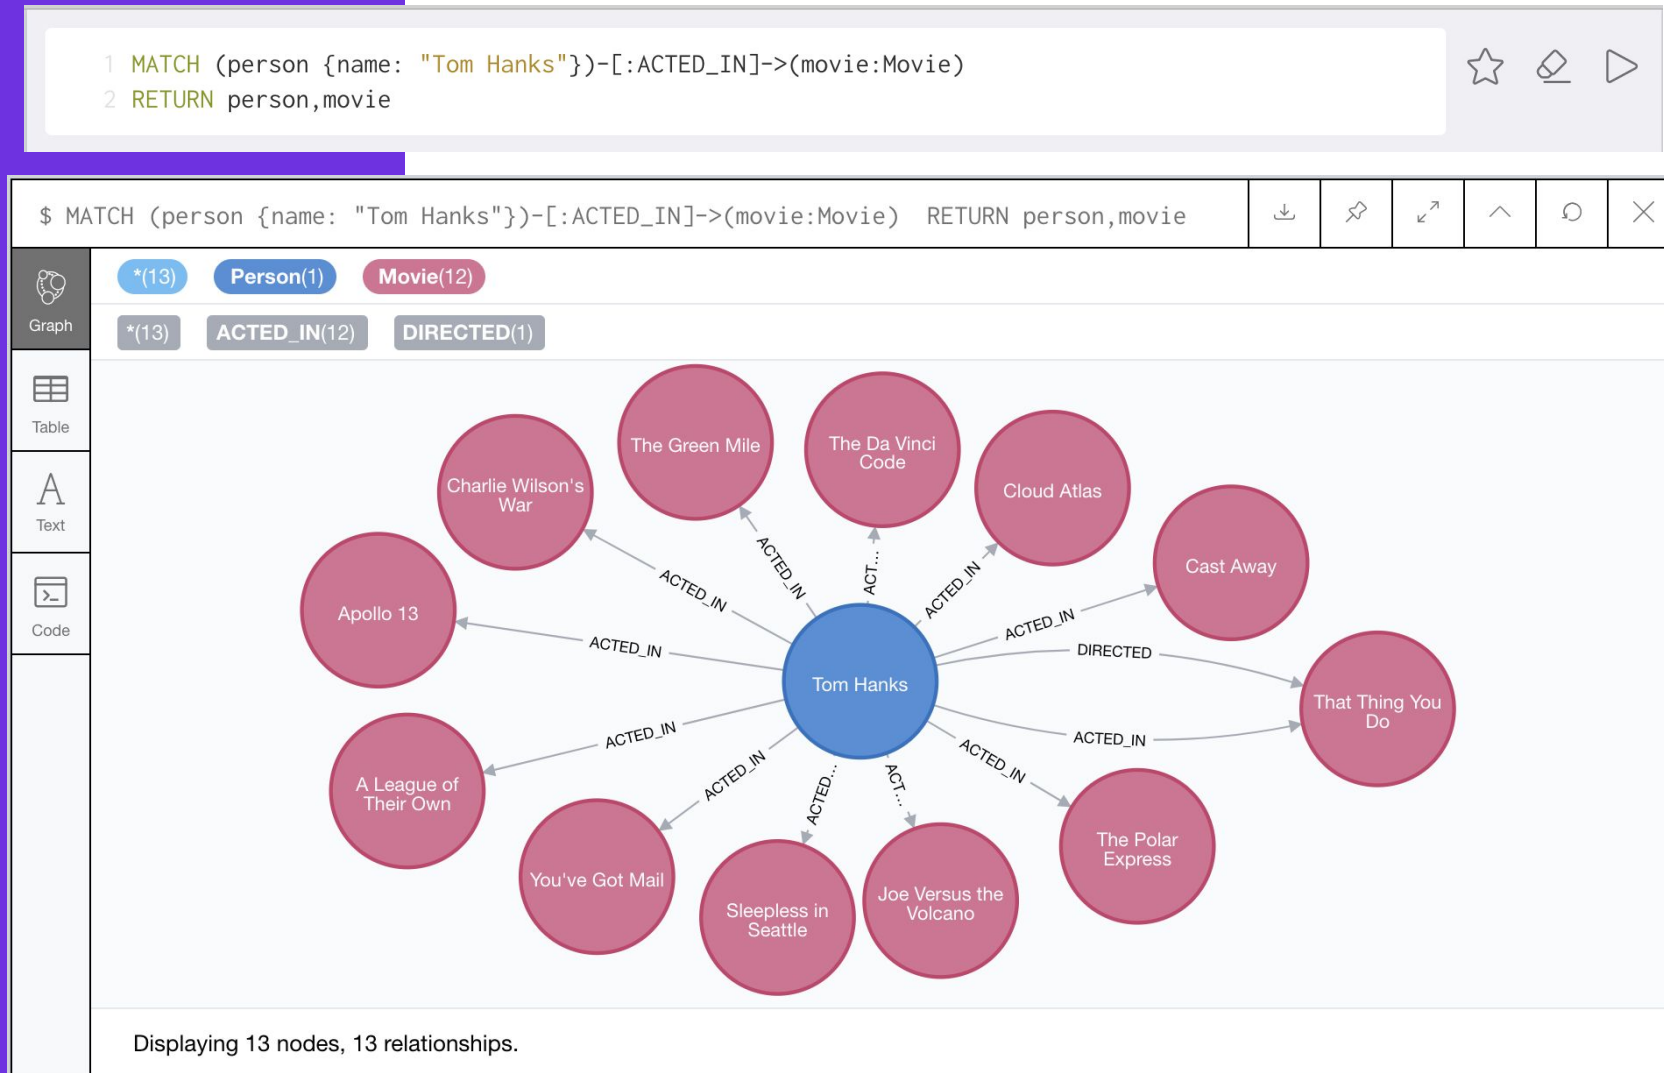 1 MATCH (person {name: "Tom Hanks"})-[:ACTED_IN]->(movie:Movie)
2 RETURN person,movie
$ MATCH (person {name: "Tom Hanks"})-[:ACTED_IN]->(movie:Movie)  RETURN person,movie
Graph
*(13) Person(1) Movie(12)
*(13) ACTED_IN(12) DIRECTED(1)
Table
Text
Code
The Green Mile
The Da Vinci
Code
Charlie Wilson's
War
Cloud Atlas
Cast Away
Apollo 13
ACTED_IN
ACT...
ACTED_IN
ACTED_IN
ACTED_IN
ACTED_IN
DIRECTED
Tom Hanks
That Thing You
Do
ACTED_IN
ACTED_IN
ACTED_IN
ACTED_IN
ACTED...
ACT...
A League of
Their Own
The Polar
Express
You've Got Mail
Sleepless in
Seattle
Joe Versus the
Volcano
Displaying 13 nodes, 13 relationships.